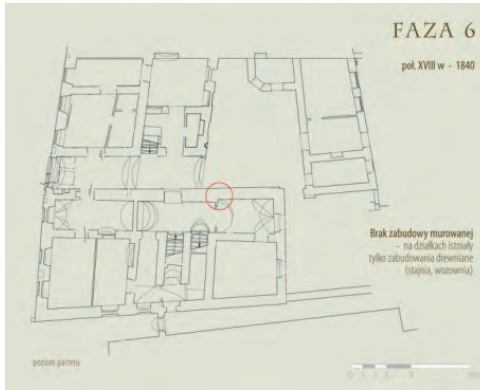 FAZA 6
poł. XVIII w - 1840
Brak zabudowy murowanej
- na działkach istniały
tylko zabudowania drewniane
(stajnia, wozownia)
poziom parteru